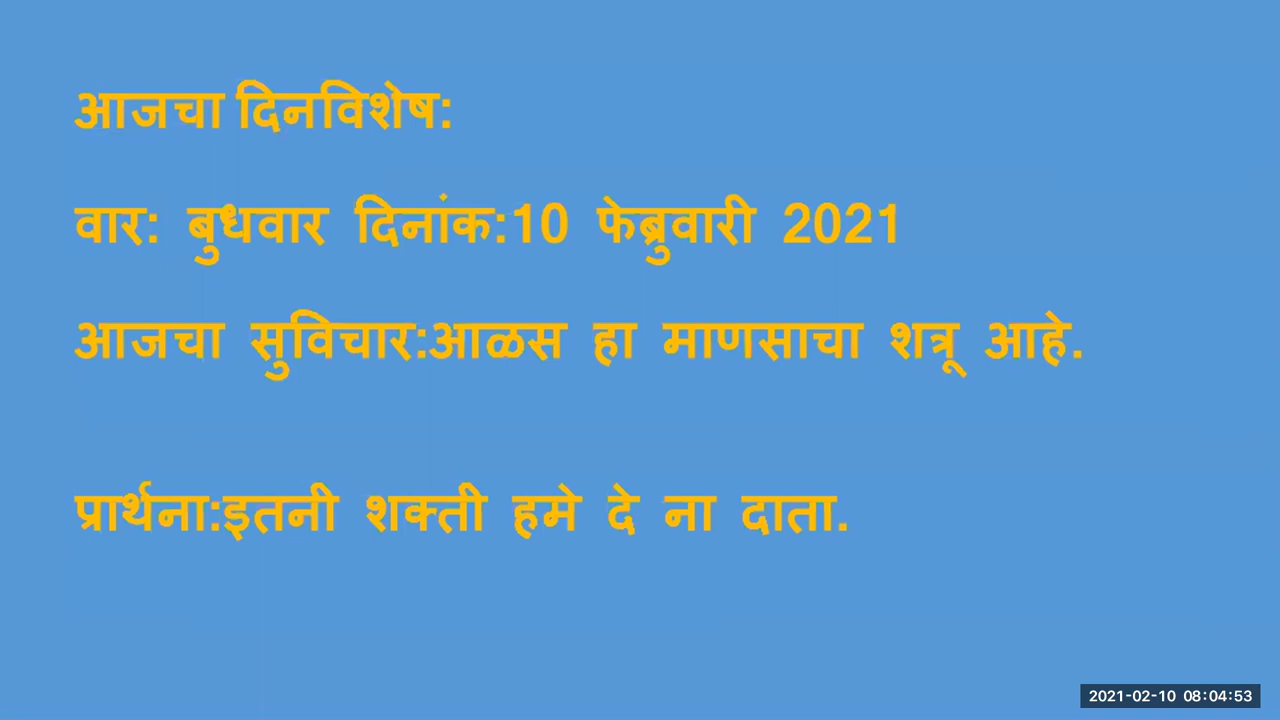 आजचा दिनविशेष:
वार: बुधवार दिनांक:10 फेब्रुवारी 2021
आजचा सुविचार:आळस हा माणसाचा शत्रू आहे.
प्रार्थना:इतनी शक्ती हमे दे ना दाता.
2021-02-10 08:04:53